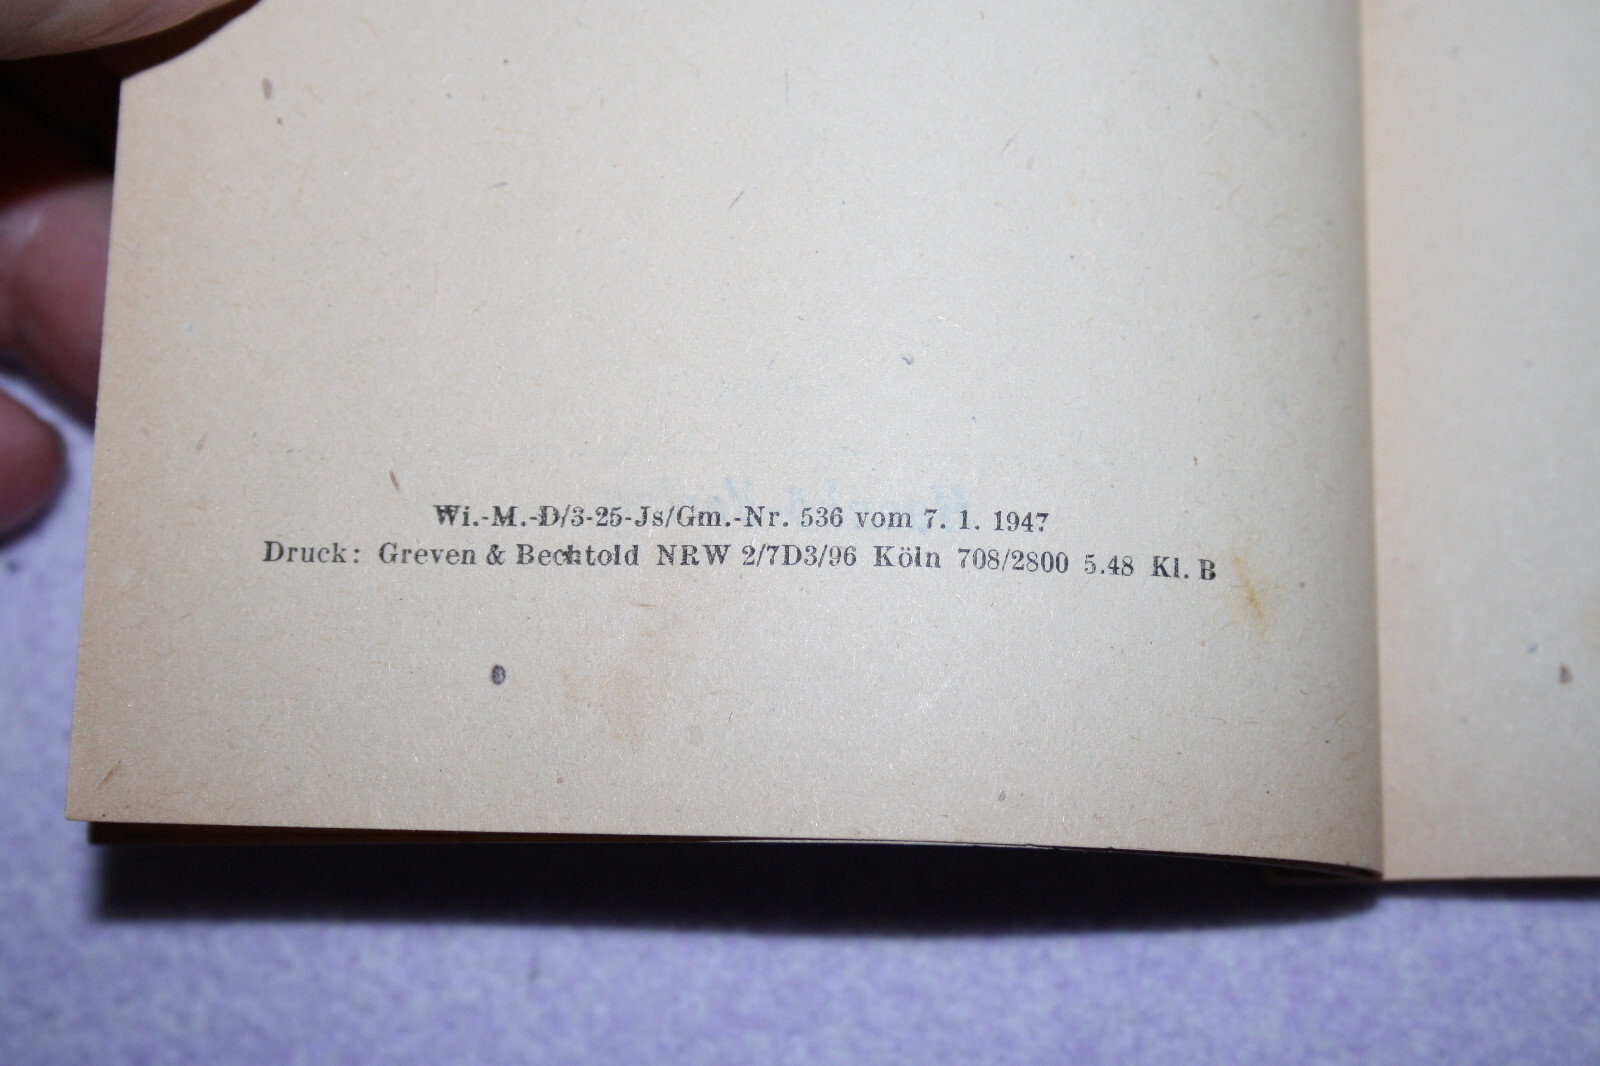 Wi.-M.-D/3-25-Js/Gm.-Nr. 536 vom 7. 1. 1947
Druck: Greven & Bechtold NRW 2/7D3/96 Köln 708/2800 5.48 Kl. B